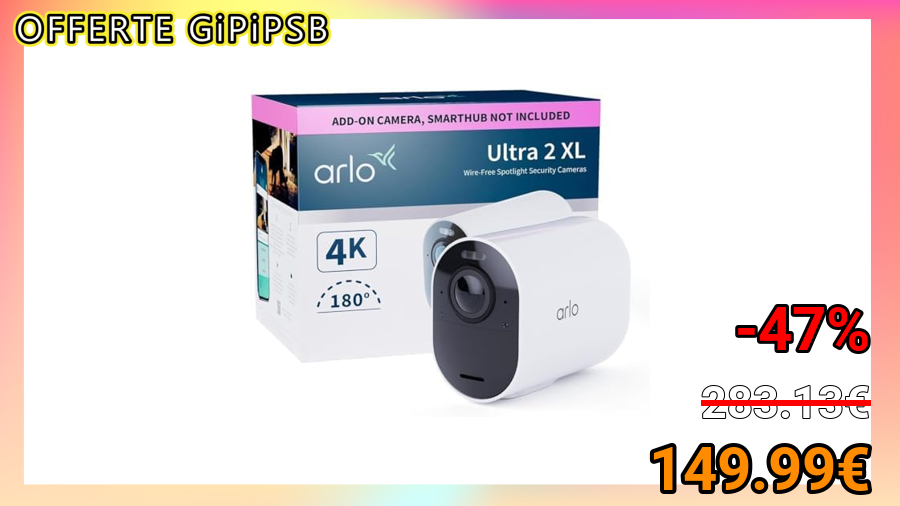 OFFERTE GiPiPSB
arlo
ADD-ON CAMERA, SMARTHUB NOT INCLUDED
arlo
Ultra 2 XL
Wire-Free Spotlight Security Cameras
4K
180°
arlo
-47%
283.13€
149.99€